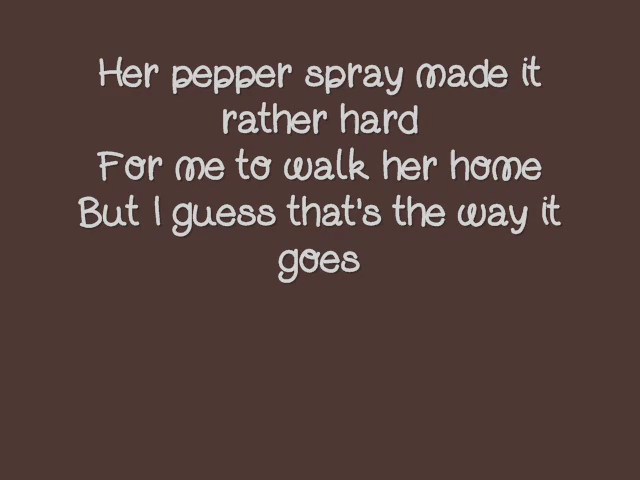 Her pepper spray made it
rather hard
For me to walk her home
But I guess that's the way it
goes